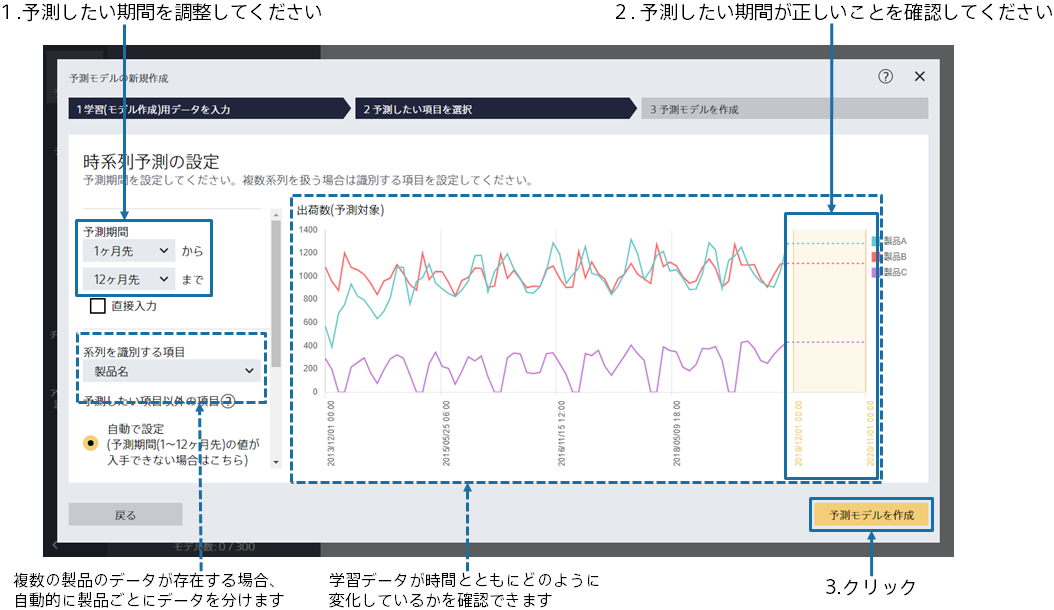 1.予測したい期間を調整してください
2.予測したい期間が正しいことを確認してください
予測モデルの新規作成
?
1 学習(モデル作成)用データを入力
2 予測したい項目を選択
3 予測モデルを作成
時系列予測の設定
予測期間を設定してください。複数系列を扱う場合は識別する項目を設定してください。
予測期間
1ヶ月先
から
12ヶ月先
まで
直接入力
系列を識別する項目
製品名
予測したい項目以外の項目?
自動で設定
(予測期間(1~12ヶ月先)の値が
入手できない場合はこちら)
出荷数(予測対象)
1400
1200
1000
800
600
400
200
0
2013/12/01 00:00
2015/05/25 06:00
2016/11/15 12:00
2018/05/09 18:00
2019/12/01 00:00
2020/11/01 00:00
製品A
製品B
製品C
戻る
予測モデルを作成
モデル数: 0 / 300
複数の製品のデータが存在する場合、
自動的に製品ごとにデータを分けます
学習データが時間とともにどのように
変化しているかを確認できます
3.クリック